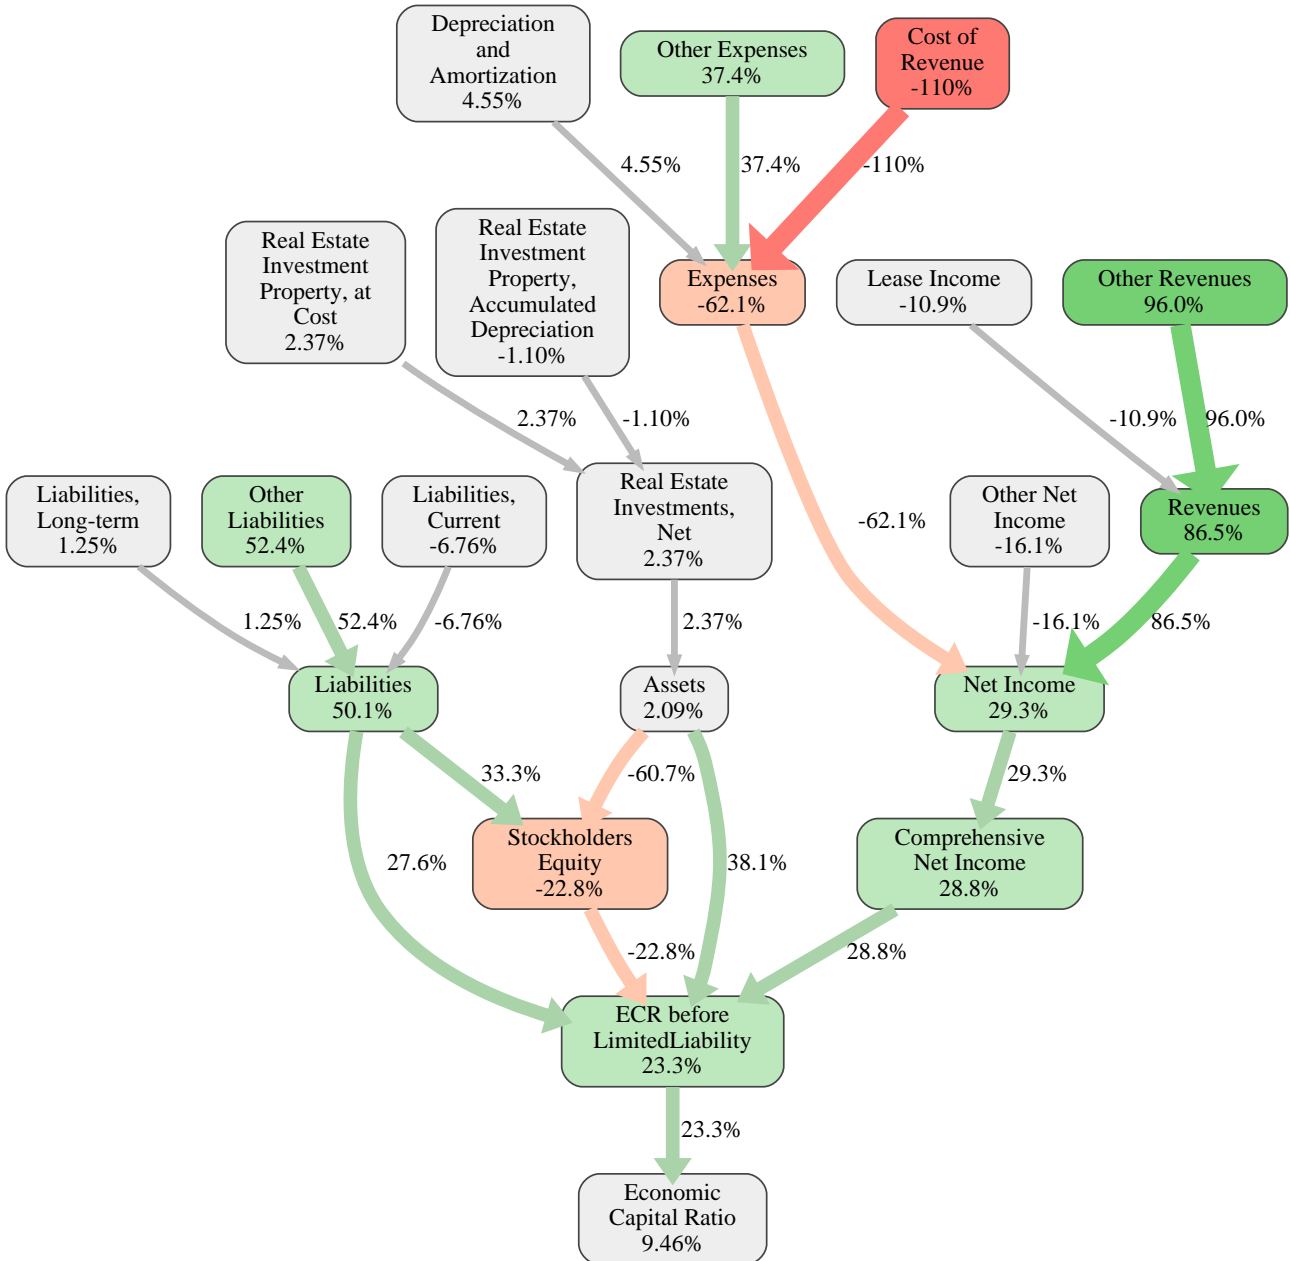 Depreciation
and
Amortization
4.55%
Other Expenses
37.4%
Cost of
Revenue
-110%
4.55%
37.4%
-110%
Real Estate
Investment
Property, at
Cost
2.37%
Real Estate
Investment
Property,
Accumulated
Depreciation
-1.10%
Expenses
-62.1%
Lease Income
-10.9%
Other Revenues
96.0%
2.37%
-1.10%
-10.9%
96.0%
Liabilities,
Long-term
1.25%
Other
Liabilities
52.4%
Liabilities,
Current
-6.76%
Real Estate
Investments,
Net
2.37%
-62.1%
Other Net
Income
-16.1%
Revenues
86.5%
1.25%
52.4%
-6.76%
2.37%
-16.1%
86.5%
Liabilities
50.1%
Assets
2.09%
Net Income
29.3%
33.3%
-60.7%
29.3%
27.6%
Stockholders
Equity
-22.8%
38.1%
Comprehensive
Net Income
28.8%
-22.8%
28.8%
ECR before
LimitedLiability
23.3%
23.3%
Economic
Capital Ratio
9.46%